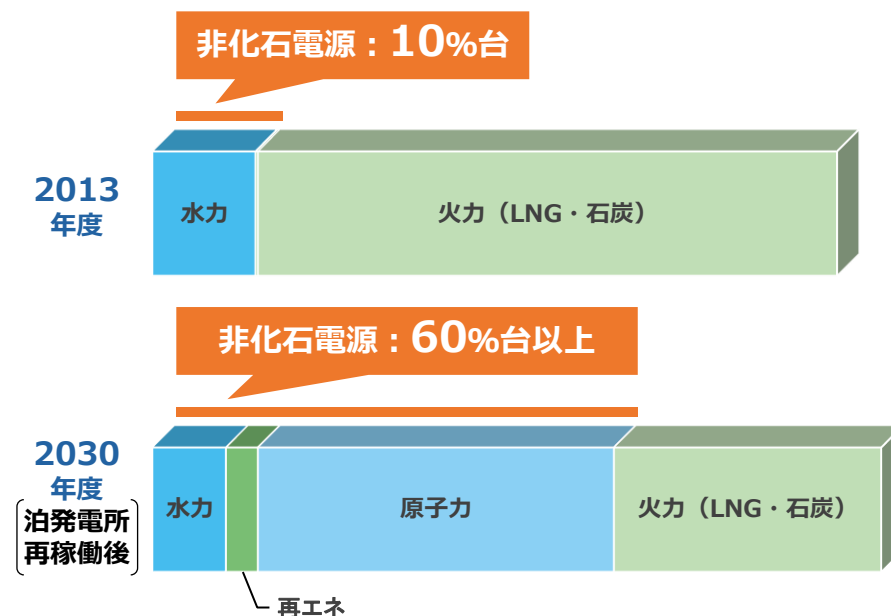 非化石電源：10%台
2013
年度
水力
火力（LNG・石炭）
非化石電源：60%台以上
2030
年度
泊発電所
再稼働後
水力
原子力
火力（LNG・石炭）
再エネ